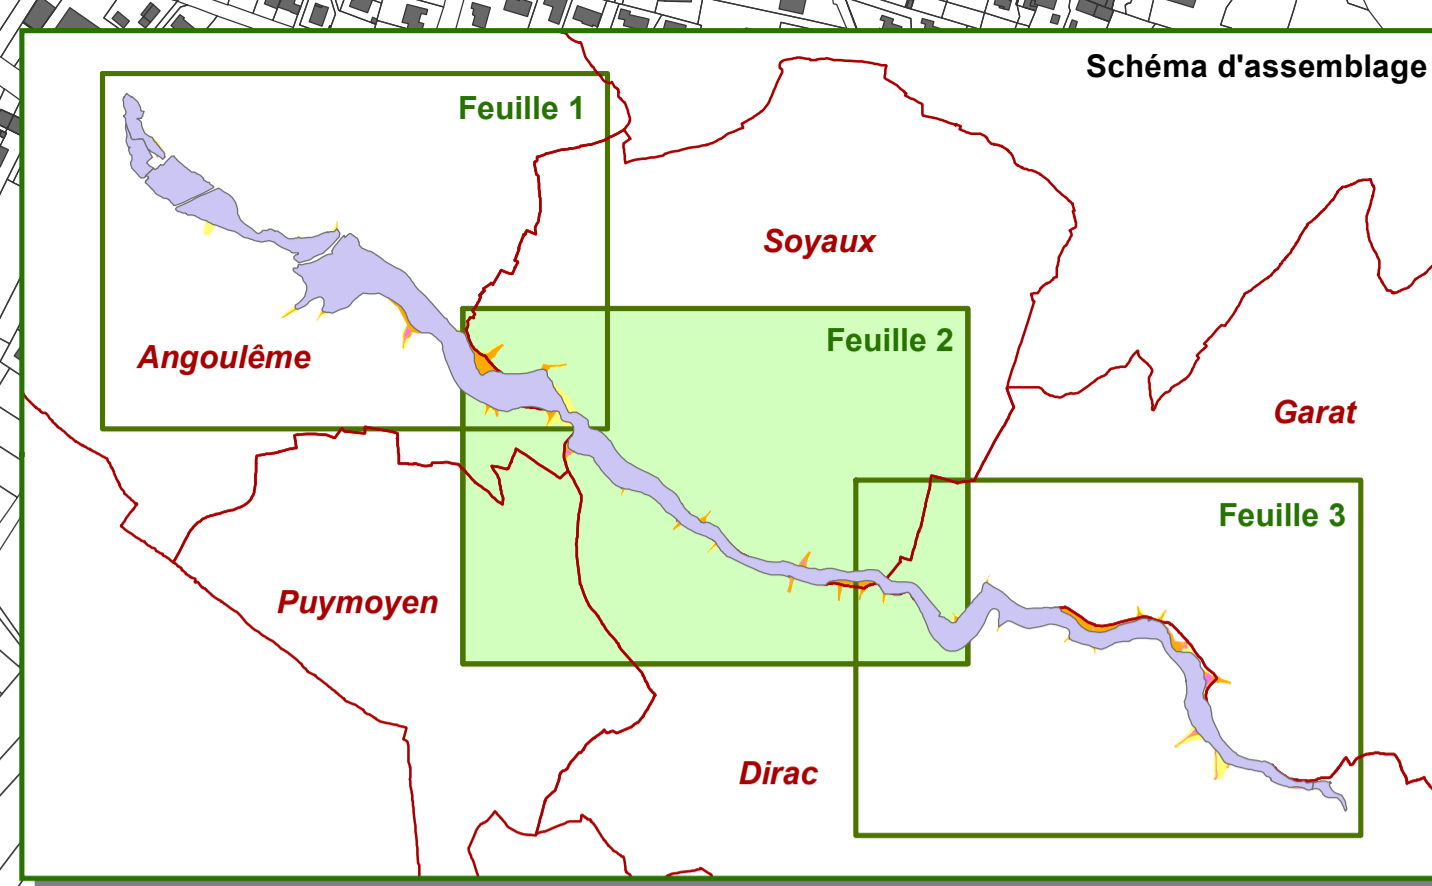 Schéma d'assemblage
Feuille 1
Soyaux
Feuille 2
Angoulême
Garat
Feuille 3
Puymoyen
Dirac